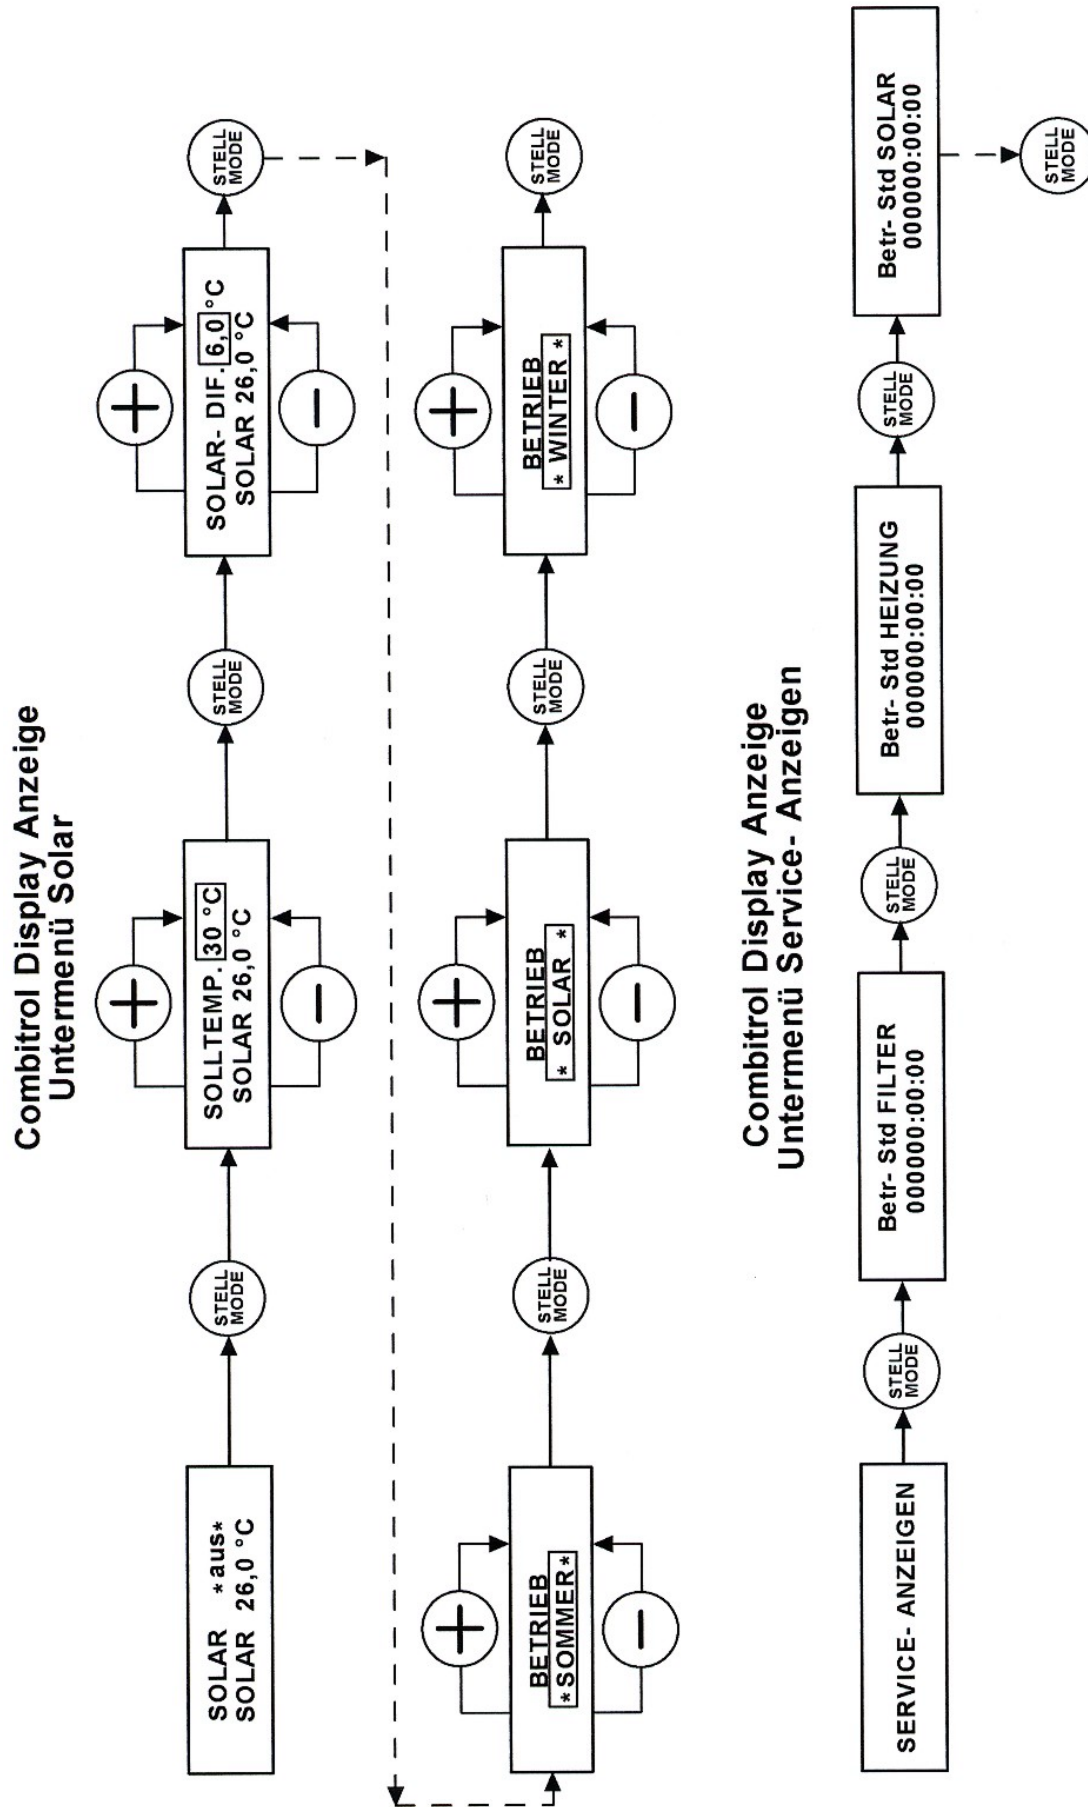 Combitrol Display Anzeige
Untermenü Solar
SOLAR *aus*
SOLAR 26,0 °C
STELL
MODE
+
SOLLTEMP. 30 °C
SOLAR 26,0 °C
−
STELL
MODE
+
SOLAR- DIF. 6,0 °C
SOLAR 26,0 °C
−
STELL
MODE
+
BETRIEB
*SOMMER*
−
STELL
MODE
+
BETRIEB
* SOLAR *
−
STELL
MODE
+
BETRIEB
* WINTER *
−
STELL
MODE
Combitrol Display Anzeige
Untermenü Service- Anzeigen
SERVICE- ANZEIGEN
STELL
MODE
Betr- Std FILTER
000000:00:00
STELL
MODE
Betr- Std HEIZUNG
000000:00:00
STELL
MODE
Betr- Std SOLAR
000000:00:00
STELL
MODE